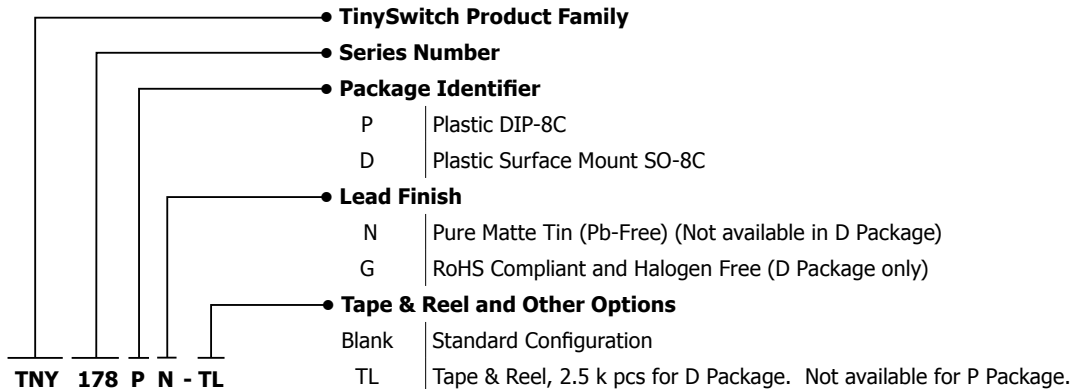 TinySwitch Product Family
Series Number
Package Identifier
P Plastic DIP-8C
D Plastic Surface Mount SO-8C
Lead Finish
N Pure Matte Tin (Pb-Free) (Not available in D Package)
G RoHS Compliant and Halogen Free (D Package only)
Tape & Reel and Other Options
Blank Standard Configuration
TNY 178 P N - TL TL Tape & Reel, 2.5 k pcs for D Package. Not available for P Package.